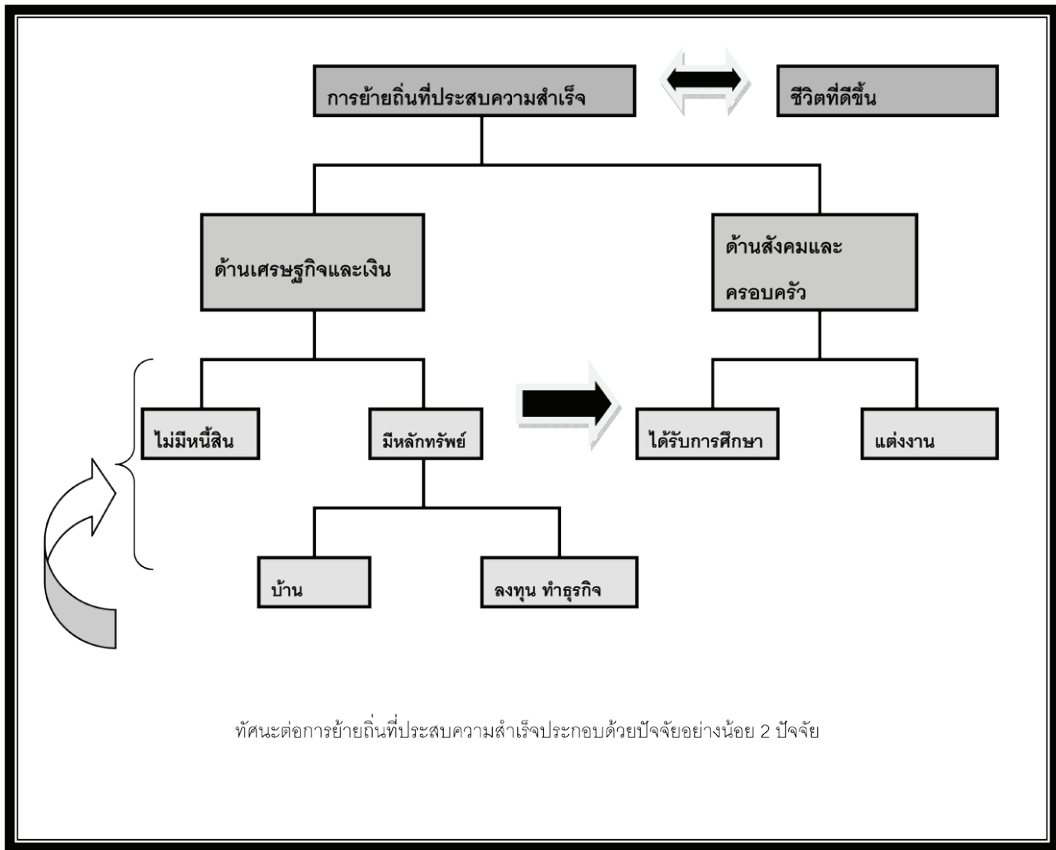 การย้ายถิ่นที่ประสบความสำเร็จ
ชีวิตที่ดีขึ้น
ด้านเศรษฐกิจและเงิน
ด้านสังคมและ
ครอบครัว
ไม่มีหนี้สิน
มีหลักทรัพย์
ได้รับการศึกษา
แต่งงาน
บ้าน
ลงทุน ทำธุรกิจ
ทัศนะต่อการย้ายถิ่นที่ประสบความสำเร็จประกอบด้วยปัจจัยอย่างน้อย 2 ปัจจัย